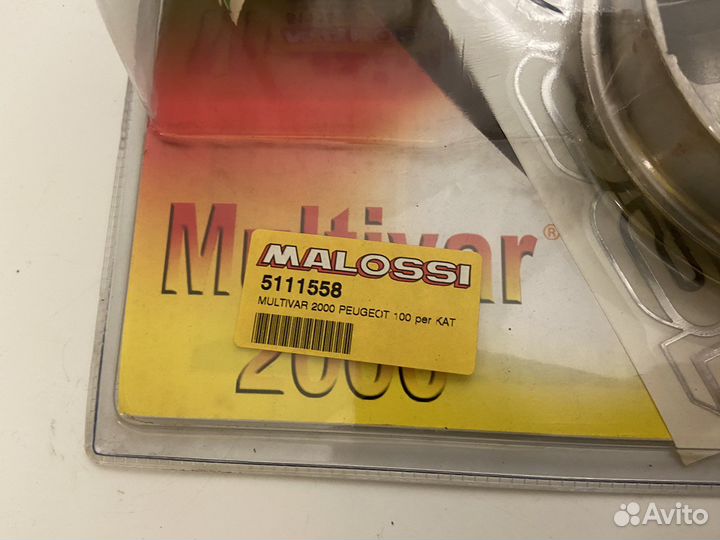 Multivar®
MALOSSI
5111558
MULTIVAR 2000 PEUGEOT 100 per KAT
2000
Avito